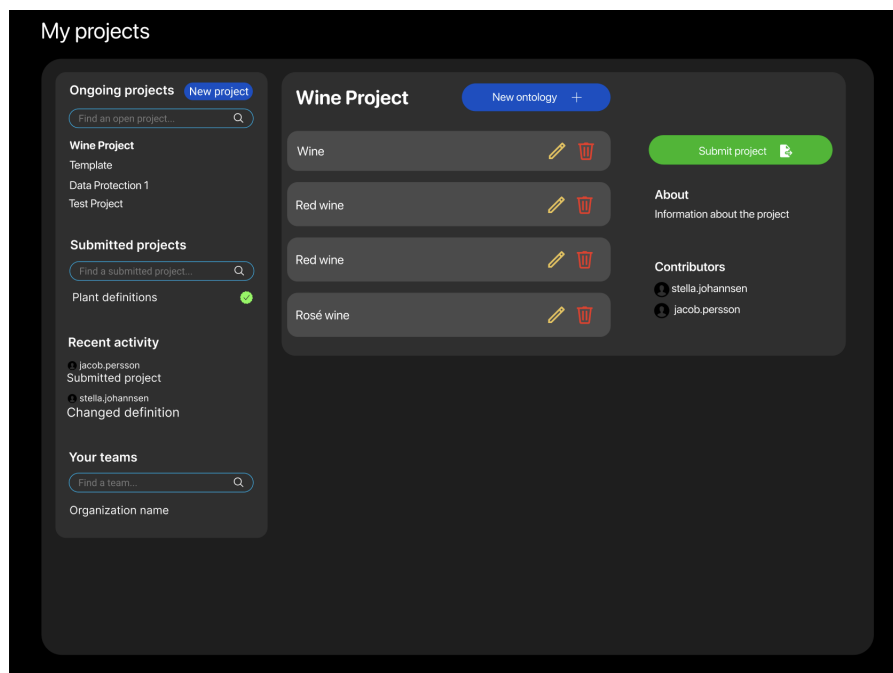 My projects
Ongoing projects
New project
Find an open project...
Wine Project
Template
Data Protection 1
Test Project
Submitted projects
Find a submitted project...
Plant definitions
Recent activity
jacob.persson
Submitted project
stella.johannsen
Changed definition
Your teams
Find a team...
Organization name
Wine Project
New ontology
Wine
Red wine
Red wine
Rosé wine
Submit project
About
Information about the project
Contributors
stella.johannsen
jacob.persson